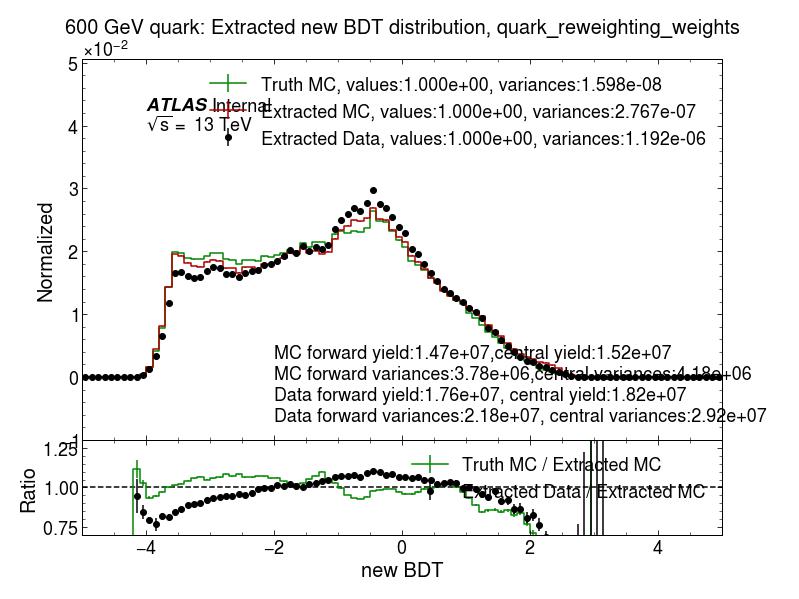 600 GeV quark: Extracted new BDT distribution, quark_reweighting_weights
×10⁻²
5
4
3
2
1
0
−1
Normalized
Truth MC, values:1.000e+00, variances:1.598e-08
Extracted MC, values:1.000e+00, variances:2.767e-07
Extracted Data, values:1.000e+00, variances:1.192e-06
ATLAS Internal
√s = 13 TeV
MC forward yield:1.47e+07,central yield:1.52e+07
MC forward variances:3.78e+06,central variances:4.18e+06
Data forward yield:1.76e+07, central yield:1.82e+07
Data forward variances:2.18e+07, central variances:2.92e+07
1.25
1.00
0.75
Ratio
Truth MC / Extracted MC
Extracted Data / Extracted MC
−4 −2 0 2 4
new BDT